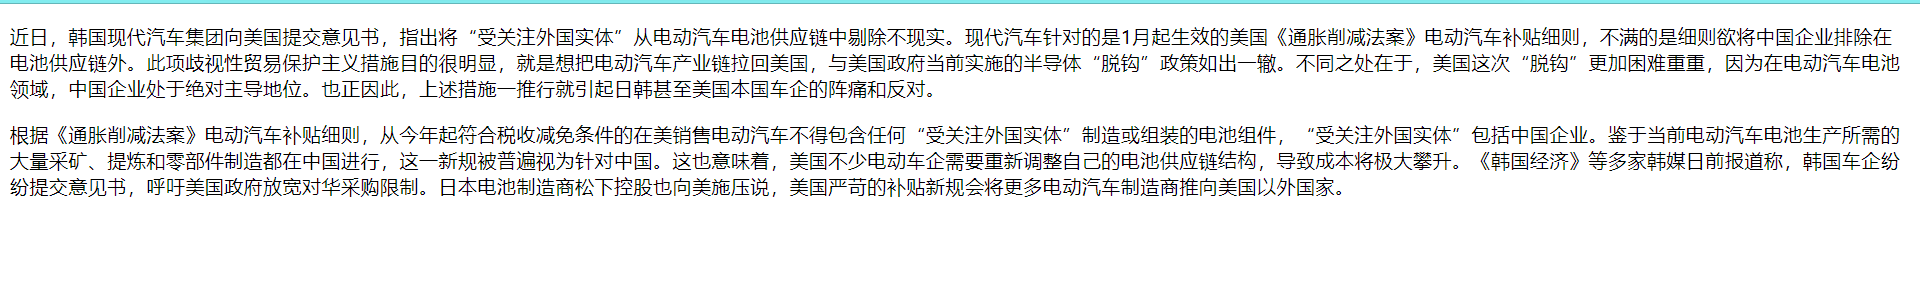 近日，韩国现代汽车集团向美国提交意见书，指出将“受关注外国实体”从电动汽车电池供应链中剔除不现实。现代汽车针对的是1月起生效的美国《通胀削减法案》电动汽车补贴细则，不满的是细则欲将中国企业排除在
电池供应链外。此项歧视性贸易保护主义措施目的很明显，就是想把电动汽车产业链拉回美国，与美国政府当前实施的半导体“脱钩”政策如出一辙。不同之处在于，美国这次“脱钩”更加困难重重，因为在电动汽车电池
领域，中国企业处于绝对主导地位。也正因此，上述措施一推行就引起日韩甚至美国本国车企的阵痛和反对。
根据《通胀削减法案》电动汽车补贴细则，从今年起符合税收减免条件的在美销售电动汽车不得包含任何“受关注外国实体”制造或组装的电池组件，“受关注外国实体”包括中国企业。鉴于当前电动汽车电池生产所需的
大量采矿、提炼和零部件制造都在中国进行，这一新规被普遍视为针对中国。这也意味着，美国不少电动车企需要重新调整自己的电池供应链结构，导致成本将极大攀升。《韩国经济》等多家韩媒日前报道称，韩国车企纷
纷提交意见书，呼吁美国政府放宽对华采购限制。日本电池制造商松下控股也向美施压说，美国严苛的补贴新规会将更多电动汽车制造商推向美国以外国家。